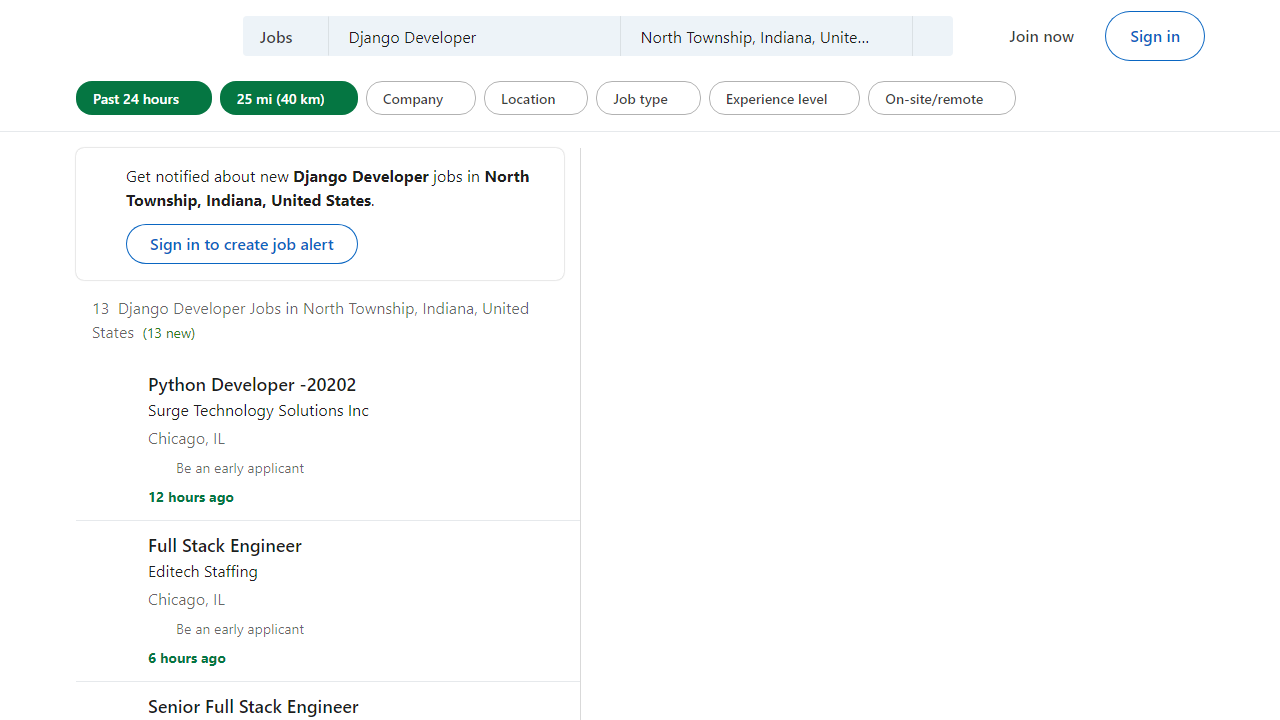 Jobs
Django Developer
North Township, Indiana, Unite...
Join now
Sign in
Past 24 hours
25 mi (40 km)
Company
Location
Job type
Experience level
On-site/remote
Get notified about new Django Developer jobs in North
Township, Indiana, United States.
Sign in to create job alert
13 Django Developer Jobs in North Township, Indiana, United
States (13 new)
Python Developer -20202
Surge Technology Solutions Inc
Chicago, IL
Be an early applicant
12 hours ago
Full Stack Engineer
Editech Staffing
Chicago, IL
Be an early applicant
6 hours ago
Senior Full Stack Engineer